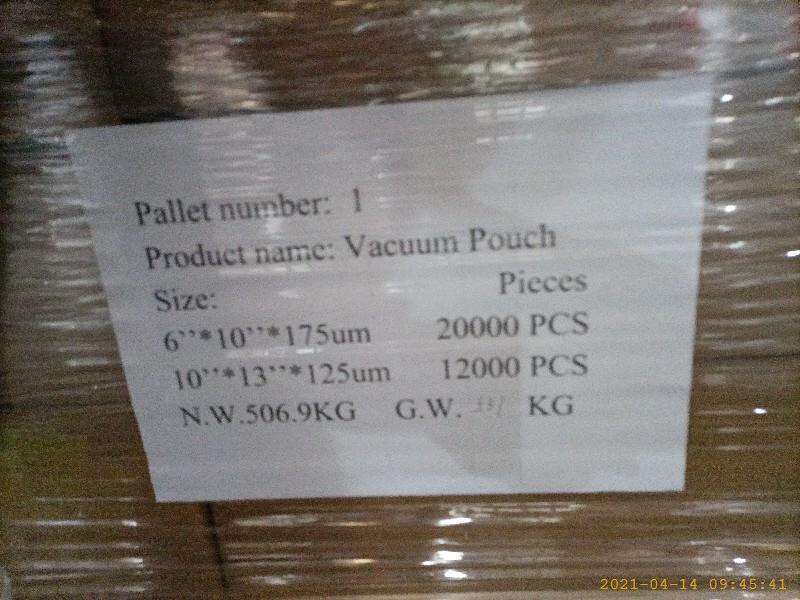 Pallet number: 1
Product name: Vacuum Pouch
Size: Pieces
6’’*10’’*175um 20000 PCS
10’’*13’’*125um 12000 PCS
N.W.506.9KG G.W. KG
2021-04-14 09:45:41